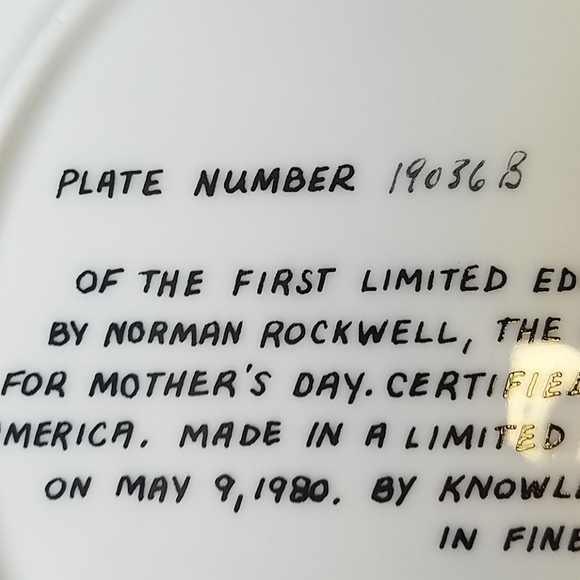 PLATE NUMBER 19036 B
OF THE FIRST LIMITED ED
BY NORMAN ROCKWELL, THE
FOR MOTHER'S DAY. CERTIFIE
MERICA. MADE IN A LIMITED
ON MAY 9, 1980. BY KNOWL
IN FINE